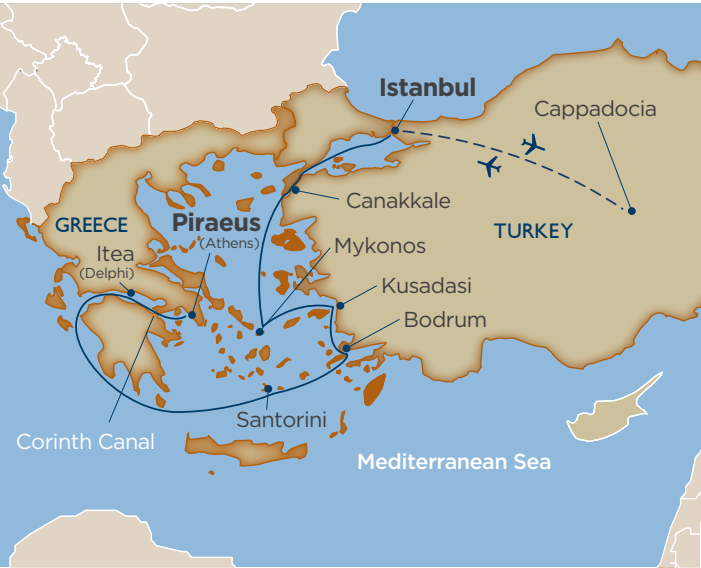 Istanbul
Cappadocia
Canakkale
GREECE
Piraeus
(Athens)
TURKEY
Itea
(Delphi)
Mykonos
Kusadasi
Bodrum
Santorini
Corinth Canal
Mediterranean Sea